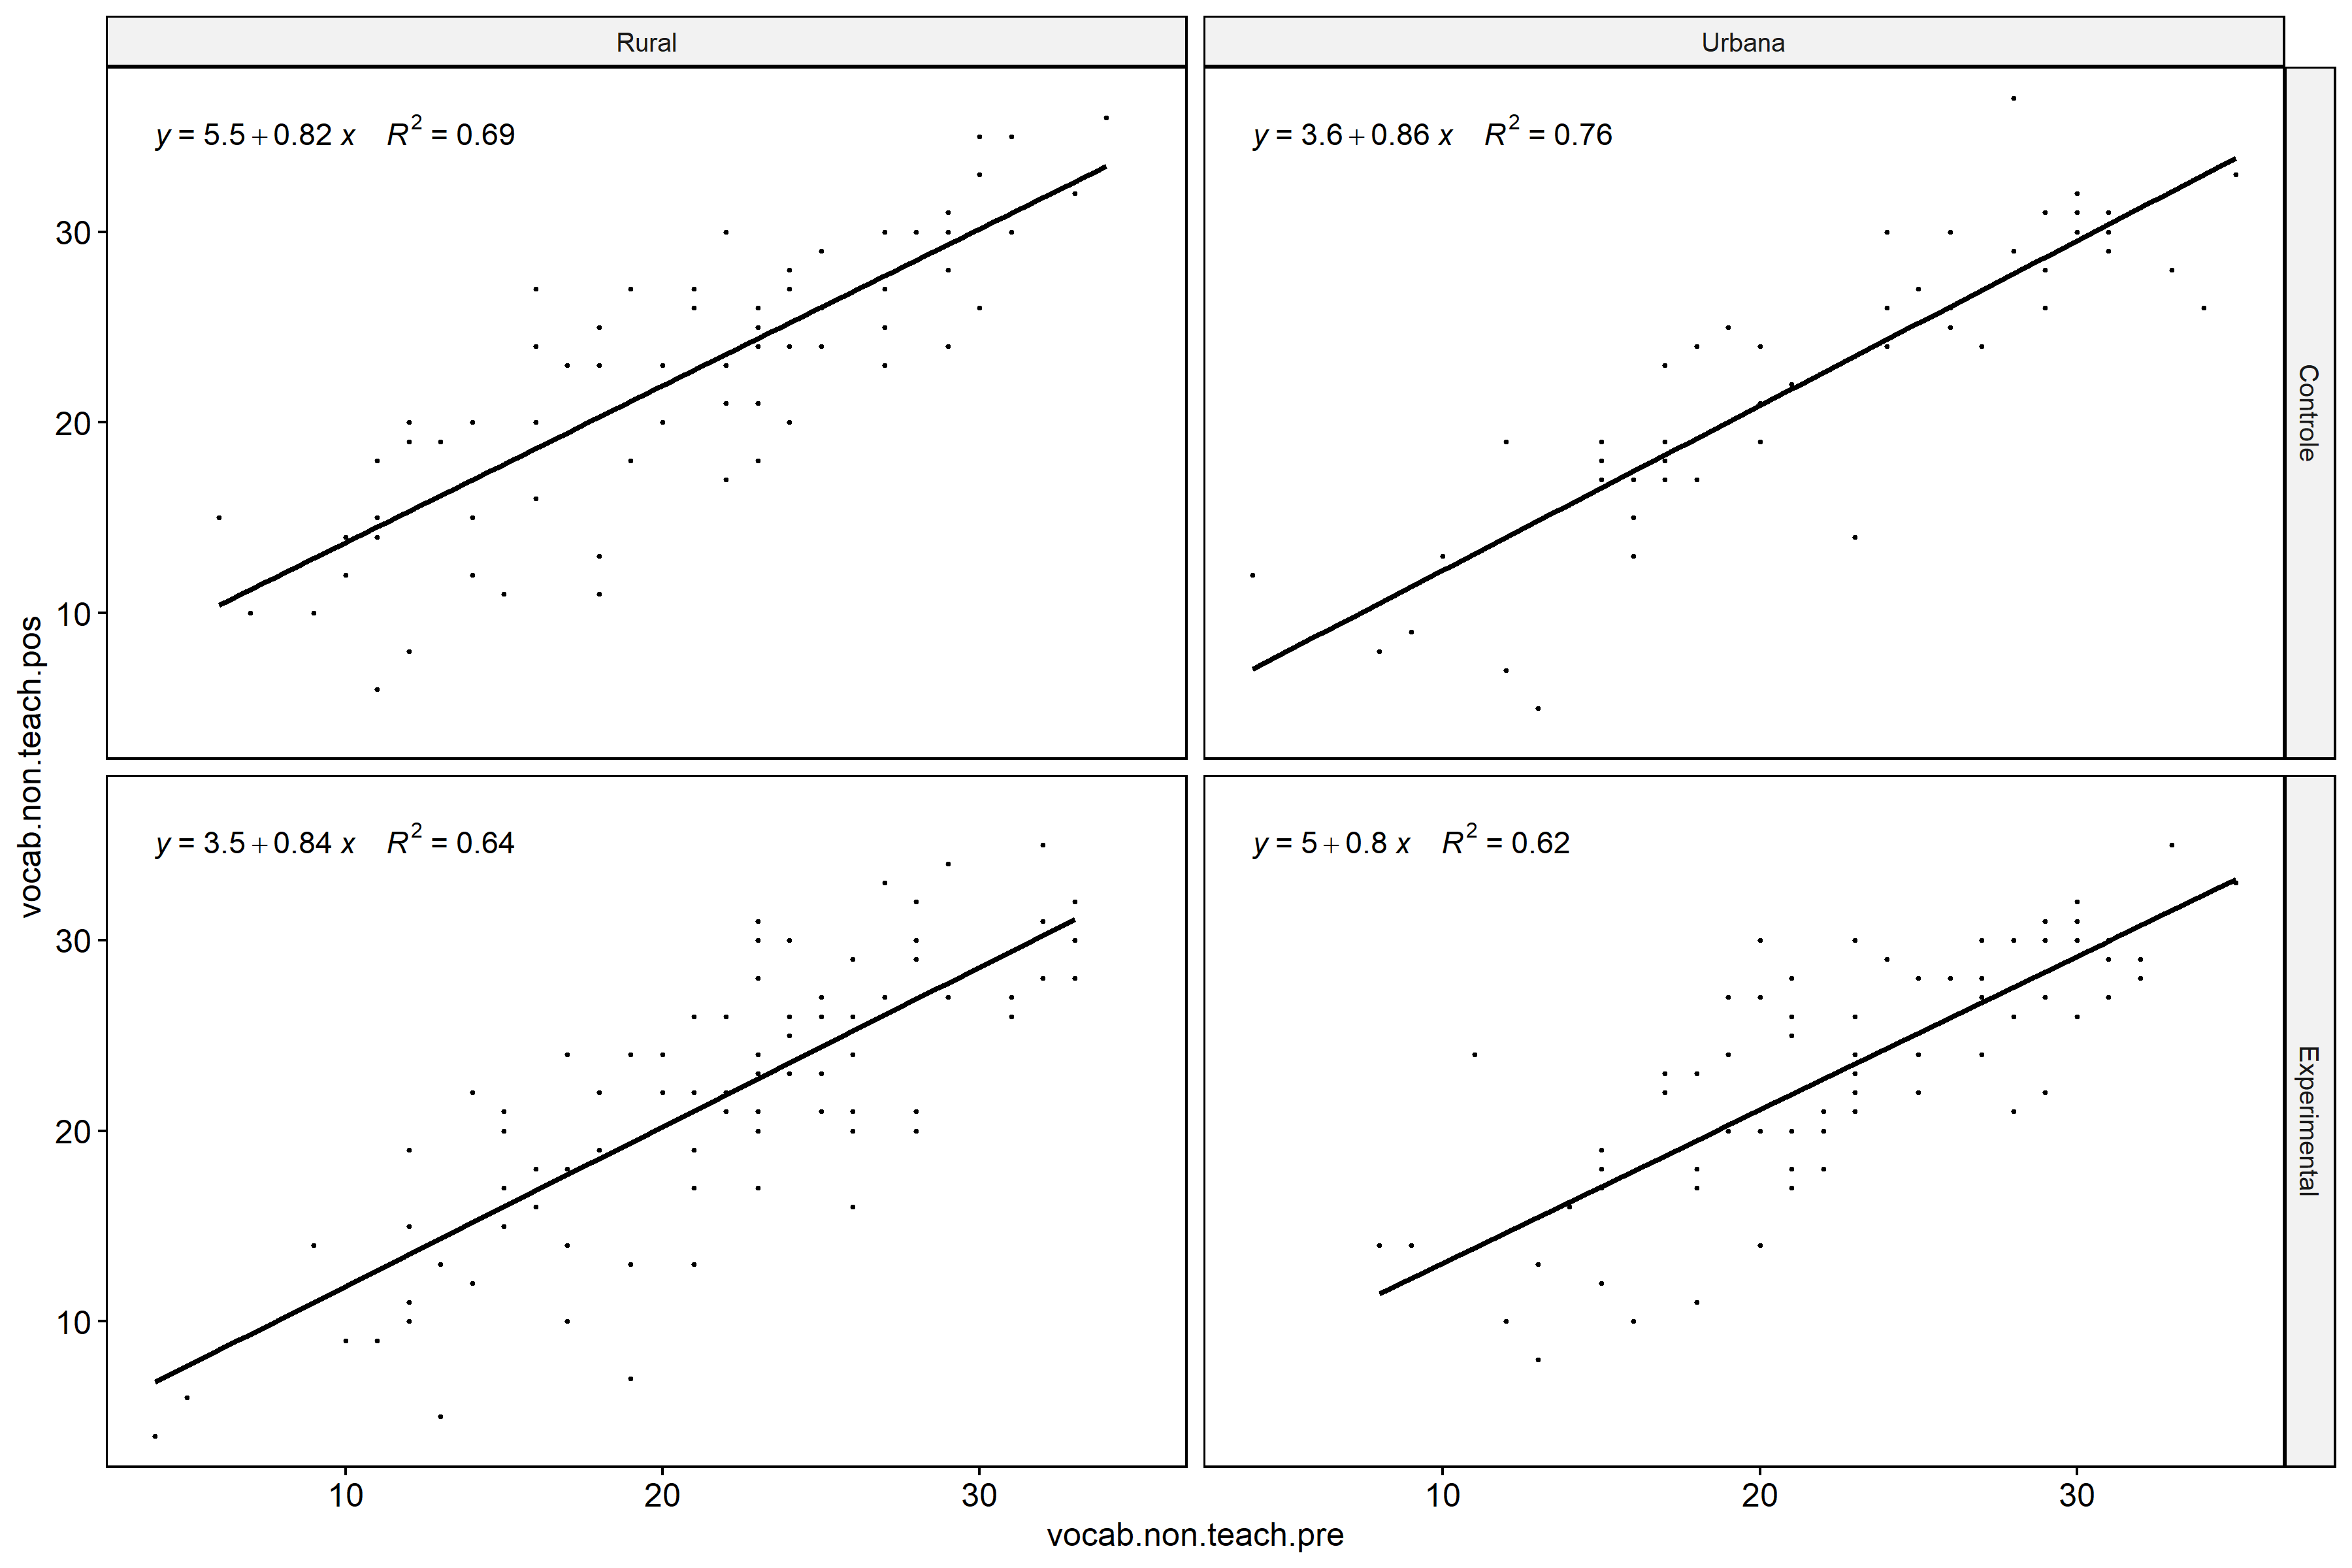 Rural
Urbana
y = 5.5 + 0.82 x R² = 0.69
y = 3.6 + 0.86 x R² = 0.76
30
20
10
Controle
vocab.non.teach.pos
y = 3.5 + 0.84 x R² = 0.64
y = 5 + 0.8 x R² = 0.62
30
20
10
Experimental
10 20 30
10 20 30
vocab.non.teach.pre